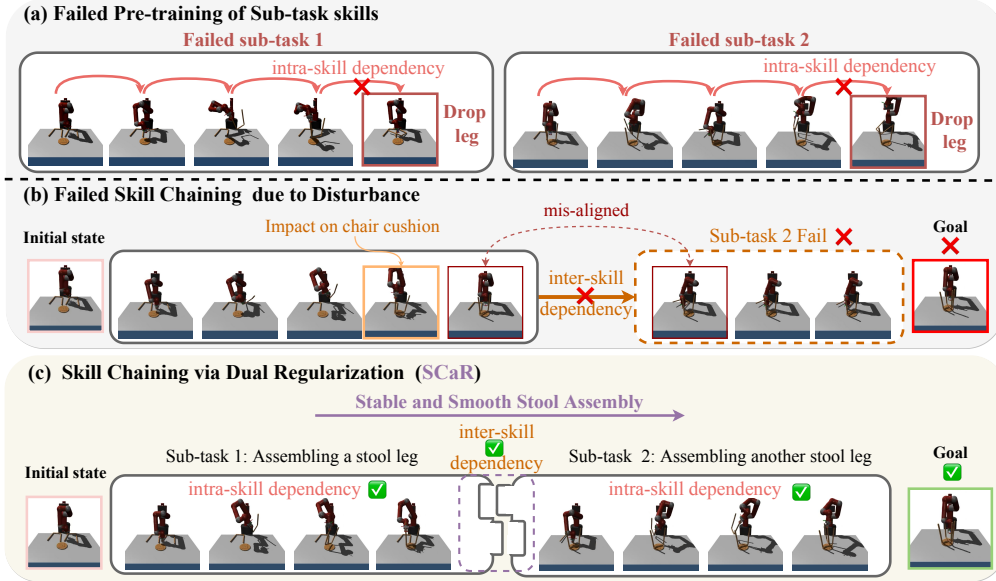 (a) Failed Pre-training of Sub-task skills
Failed sub-task 1
intra-skill dependency
Drop
leg
Failed sub-task 2
intra-skill dependency
Drop
leg
(b) Failed Skill Chaining due to Disturbance
Initial state
Impact on chair cushion
mis-aligned
inter-skill
dependency
Sub-task 2 Fail
Goal
(c) Skill Chaining via Dual Regularization (SCaR)
Stable and Smooth Stool Assembly
Initial state
Sub-task 1: Assembling a stool leg
intra-skill dependency
inter-skill
dependency
Sub-task 2: Assembling another stool leg
intra-skill dependency
Goal